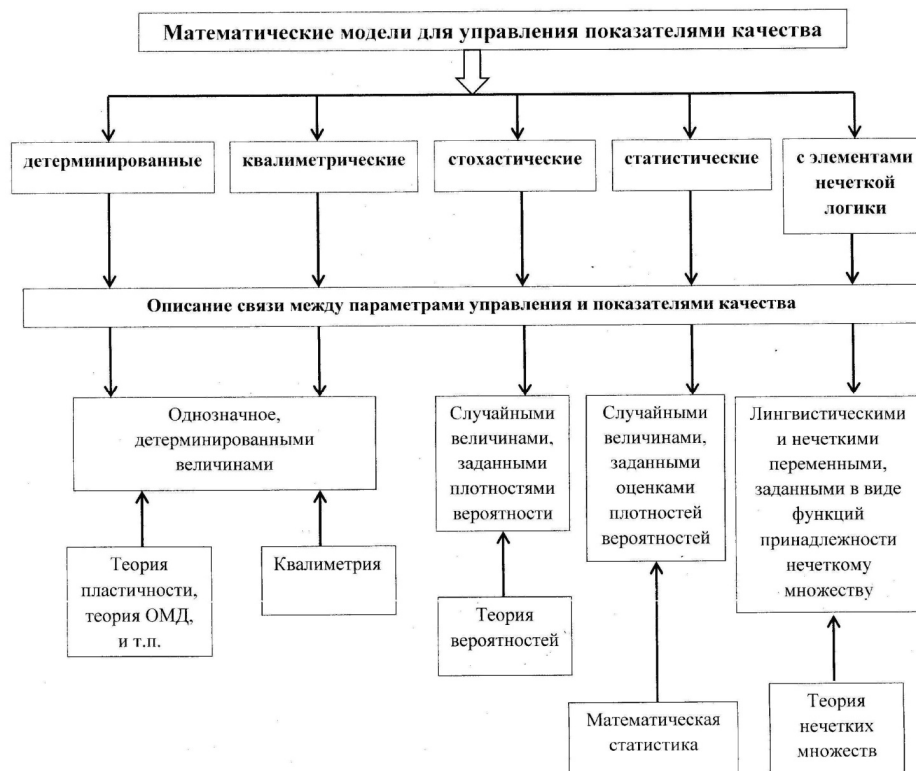 Математические модели для управления показателями качества
детерминированные
квалиметрические
стохастические
статистические
с элементами
нечеткой
логики
Описание связи между параметрами управления и показателями качества
Однозначное,
детерминированными
величинами
Случайными
величинами,
заданными
плотностями
вероятности
Случайными
величинами,
заданными
оценками
плотностей
вероятностей
Лингвистическими
и нечеткими
переменными,
заданными в виде
функций
принадлежности
нечеткому
множеству
Теория
пластичности,
теория ОМД,
и т.п.
Квалиметрия
Теория
вероятностей
Математическая
статистика
Теория
нечетких
множеств